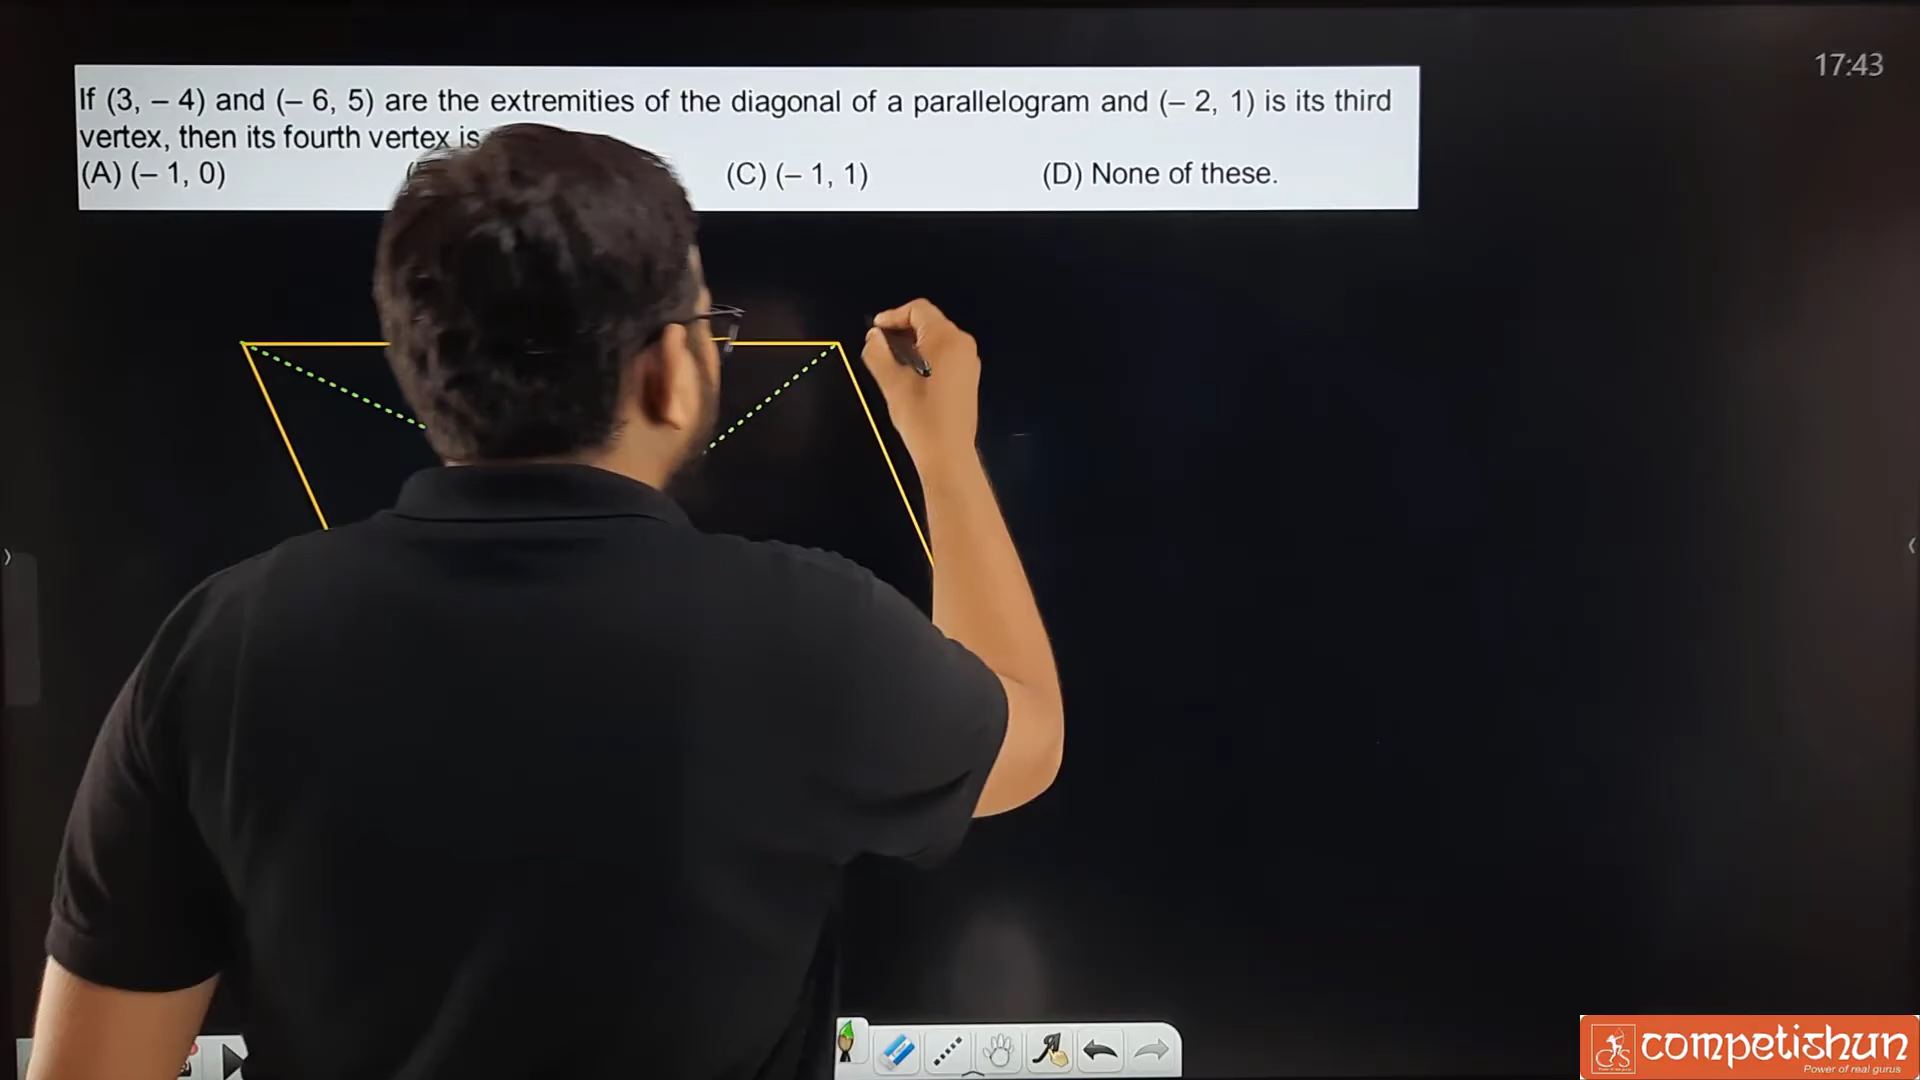 17:43
If (3, – 4) and (– 6, 5) are the extremities of the diagonal of a parallelogram and (– 2, 1) is its third
vertex, then its fourth vertex is
(A) (– 1, 0) (C) (– 1, 1) (D) None of these.
competishun
Power of real gurus